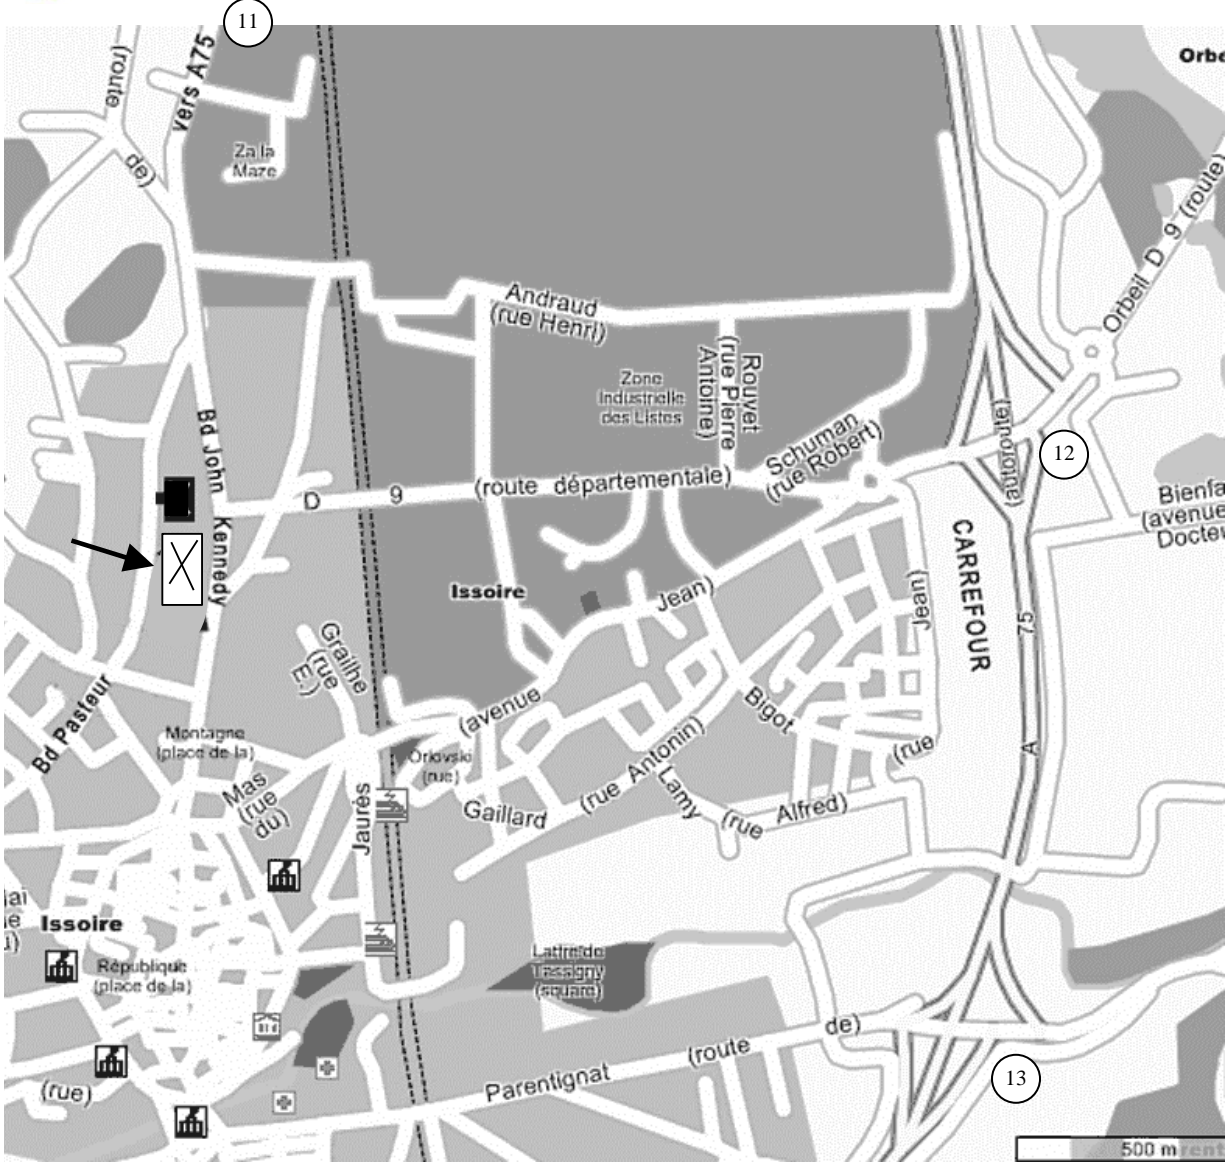 11
Orbe
(route
de)
vers A75
Za la
Maze
Andraud
(rue Henri)
Orbeil D 9 (route)
Zone
Industrielle
des Listes
Rouvet
(rue Pierre
Antoine)
Schuman
(rue Robert)
(autoroute)
12
Bd John Kennedy
D 9 (route départementale)
Bienfa
(avenue
Docteu
CARREFOUR
Issoire
Jean)
(avenue
Jean
(rue
Grailhe
(rue
E.)
A 75
Bd Pasteur
Montagne
(place de la)
Orlovski
(rue)
Bigot
Mas
(rue
du)
Jaurès
Gaillard
(rue Antonin)
Lamy
(rue
Alfred)
Issoire
République
(place de la)
Lattre de
Tassigny
(square)
Parentignat
(route
de)
13
(rue)
500 m